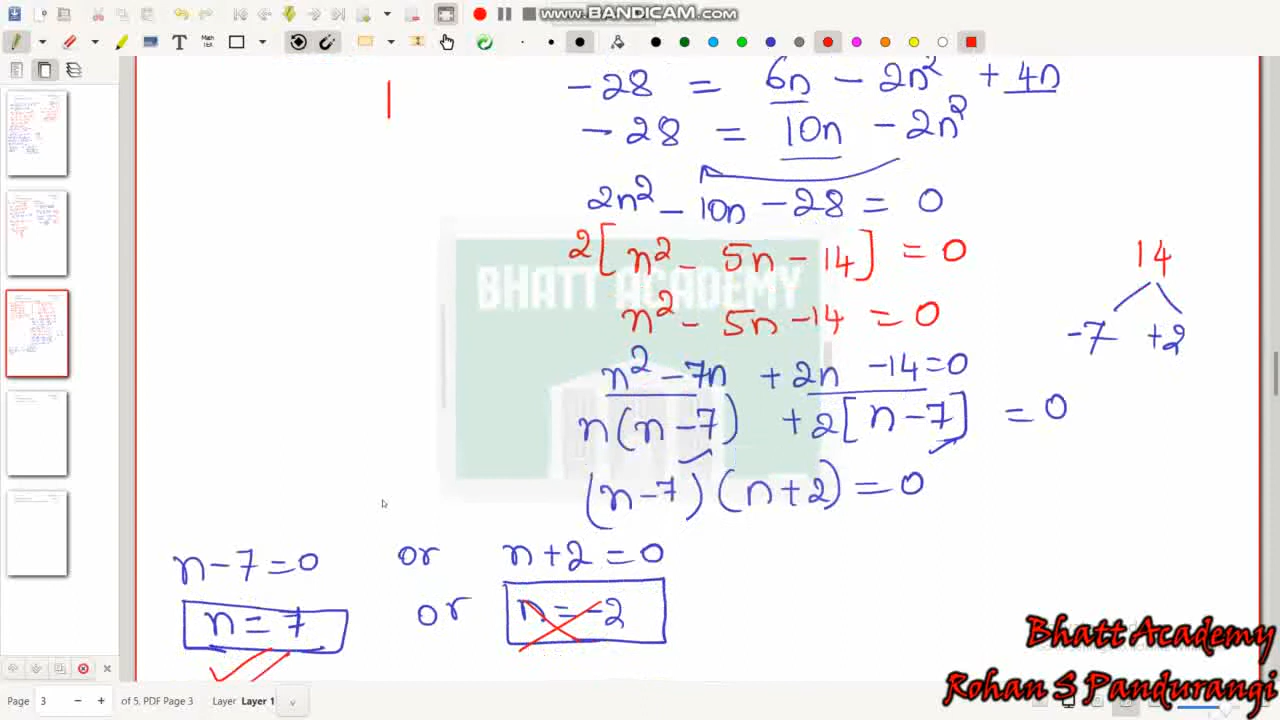 www.BANDICAM.com
T Math TEX
-28 = 6n - 2n² + 4n
-28 = 10n - 2n²
2n² - 10n - 28 = 0
2[n² - 5n - 14] = 0
14
BHATT ACADEMY
n² - 5n - 14 = 0
-7 +2
n² - 7n + 2n - 14 = 0
n(n-7) + 2[n-7] = 0
(n-7)(n+2) = 0
n-7=0 or n+2=0
n=7 or n=-2
Bhatt Academy
Rohan S Pandurangi
Page 3 of 5. PDF Page 3 Layer Layer 1